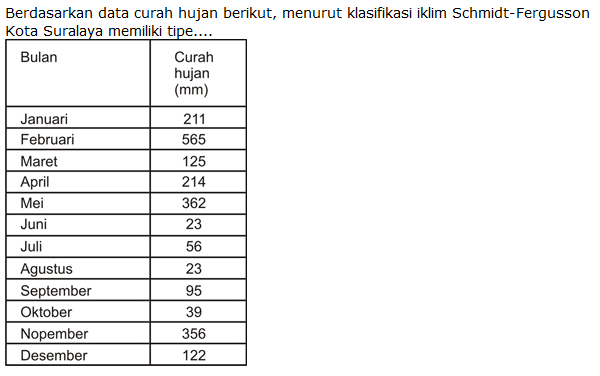 Berdasarkan data curah hujan berikut, menurut klasifikasi iklim Schmidt-Fergusson
Kota Suralaya memiliki tipe....
Bulan Curah
hujan
(mm)
Januari 211
Februari 565
Maret 125
April 214
Mei 362
Juni 23
Juli 56
Agustus 23
September 95
Oktober 39
Nopember 356
Desember 122